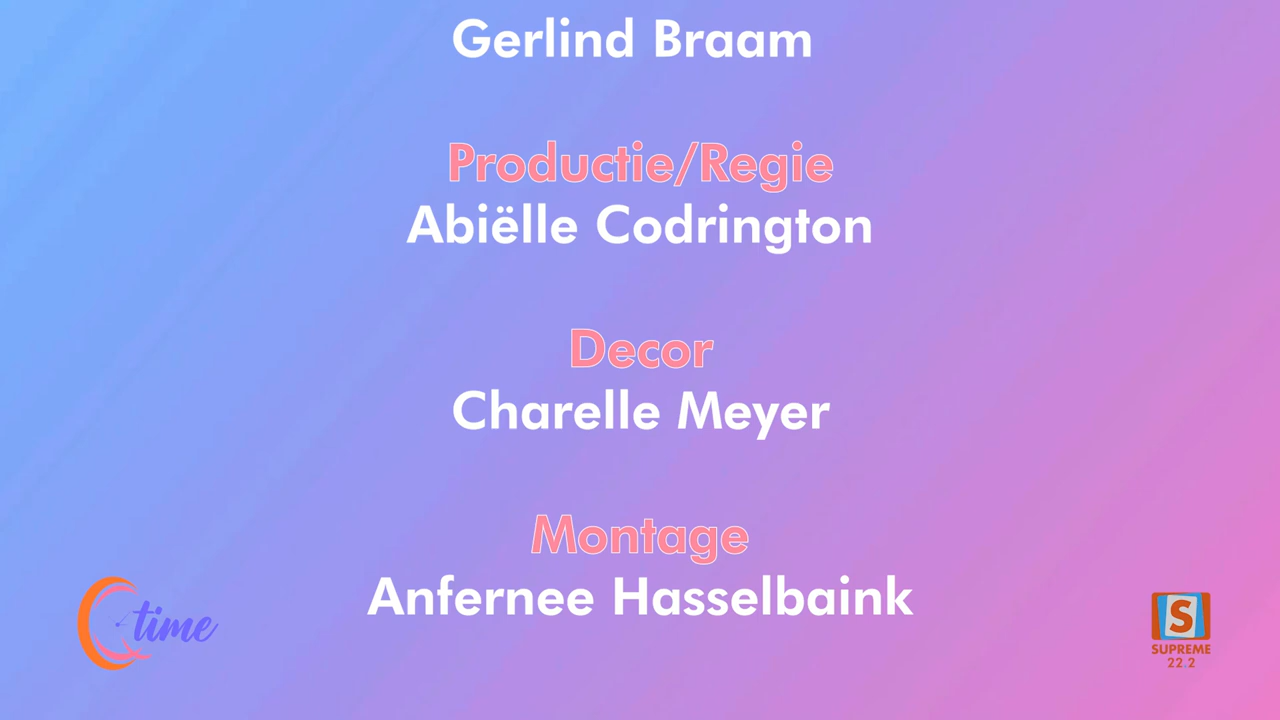 Gerlind Braam
Productie/Regie
Abiëlle Codrington
Decor
Charelle Meyer
Montage
Anfernee Hasselbaink
time
S
SUPREME
22.2